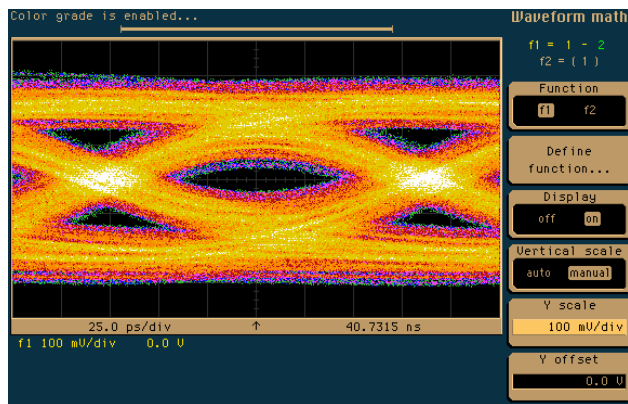 Color grade is enabled...
Waveform math
f1 = 1 - 2
f2 = ( 1 )
Function
f1 f2
Define
function...
Display
off on
Vertical scale
auto manual
Y scale
100 mV/div
Y offset
0.0 V
25.0 ps/div ↑ 40.7315 ns
f1 100 mV/div 0.0 V